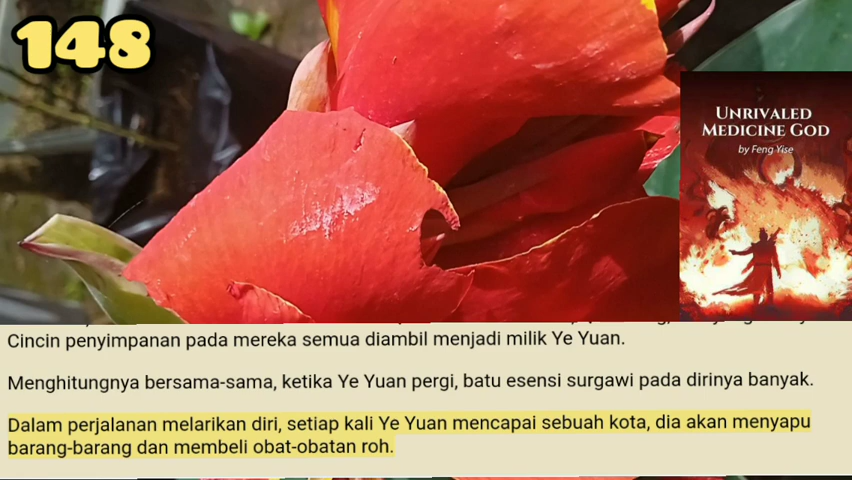 148
UNRIVALED
MEDICINE GOD
by Feng Yise
Cincin penyimpanan pada mereka semua diambil menjadi milik Ye Yuan.
Menghitungnya bersama-sama, ketika Ye Yuan pergi, batu esensi surgawi pada dirinya banyak.
Dalam perjalanan melarikan diri, setiap kali Ye Yuan mencapai sebuah kota, dia akan menyapu
barang-barang dan membeli obat-obatan roh.